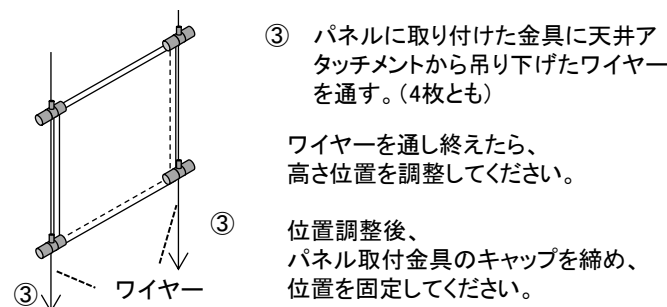 ③ パネルに取り付けた金具に天井ア
タッチメントから吊り下げたワイヤー
を通す。（4枚とも）
ワイヤーを通し終えたら、
高さ位置を調整してください。
位置調整後、
パネル取付金具のキャップを締め、
位置を固定してください。
③
③
ワイヤー